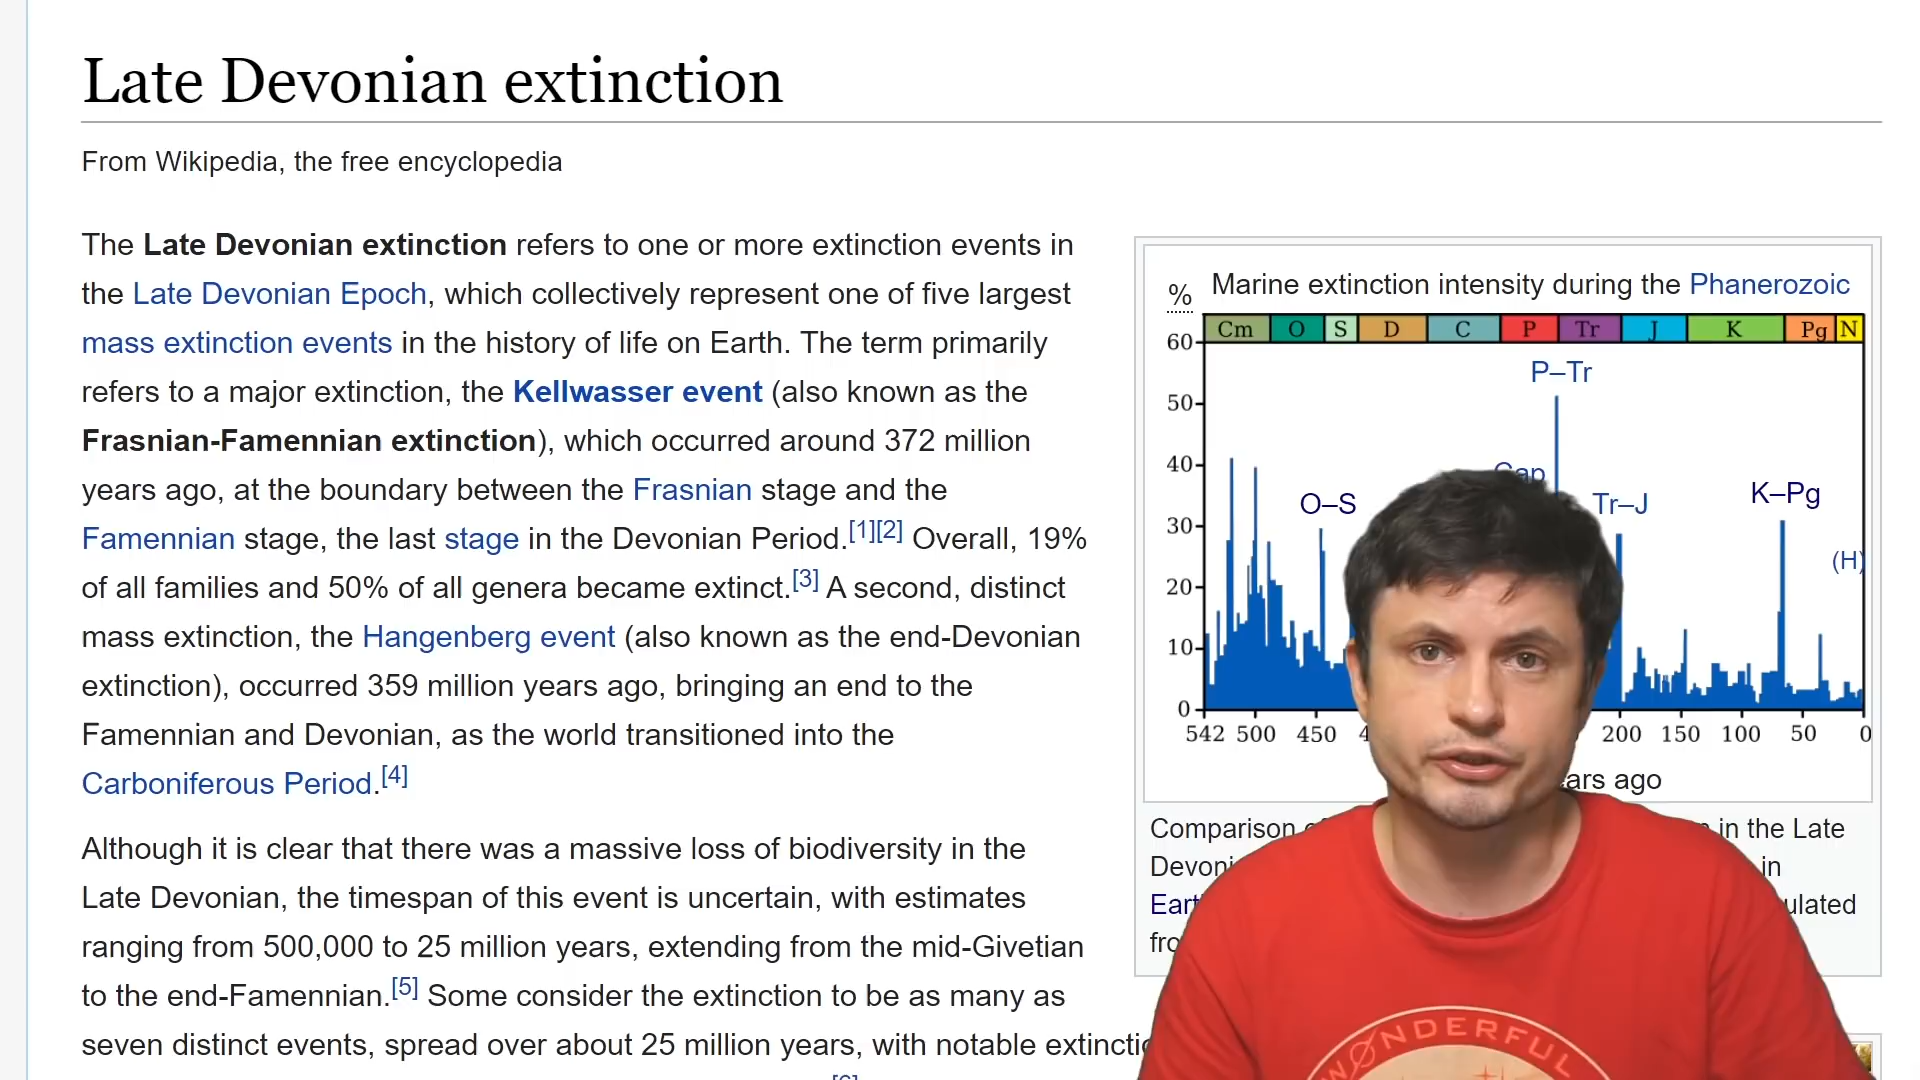 Late Devonian extinction
From Wikipedia, the free encyclopedia
The Late Devonian extinction refers to one or more extinction events in
the Late Devonian Epoch, which collectively represent one of five largest
mass extinction events in the history of life on Earth. The term primarily
refers to a major extinction, the Kellwasser event (also known as the
Frasnian-Famennian extinction), which occurred around 372 million
years ago, at the boundary between the Frasnian stage and the
Famennian stage, the last stage in the Devonian Period.[1][2] Overall, 19%
of all families and 50% of all genera became extinct.[3] A second, distinct
mass extinction, the Hangenberg event (also known as the end-Devonian
extinction), occurred 359 million years ago, bringing an end to the
Famennian and Devonian, as the world transitioned into the
Carboniferous Period.[4]
Although it is clear that there was a massive loss of biodiversity in the
Late Devonian, the timespan of this event is uncertain, with estimates
ranging from 500,000 to 25 million years, extending from the mid-Givetian
to the end-Famennian.[5] Some consider the extinction to be as many as
seven distinct events, spread over about 25 million years, with notable
% Marine extinction intensity during the Phanerozoic
Cm O S D C P Tr J K Pg N
60
P–Tr
50
40
Cap
O–S Tr–J K–Pg
30
(H)
20
10
0
542 500 450 200 150 100 50 0
ago
Comparison in the Late
in
WONDERFUL